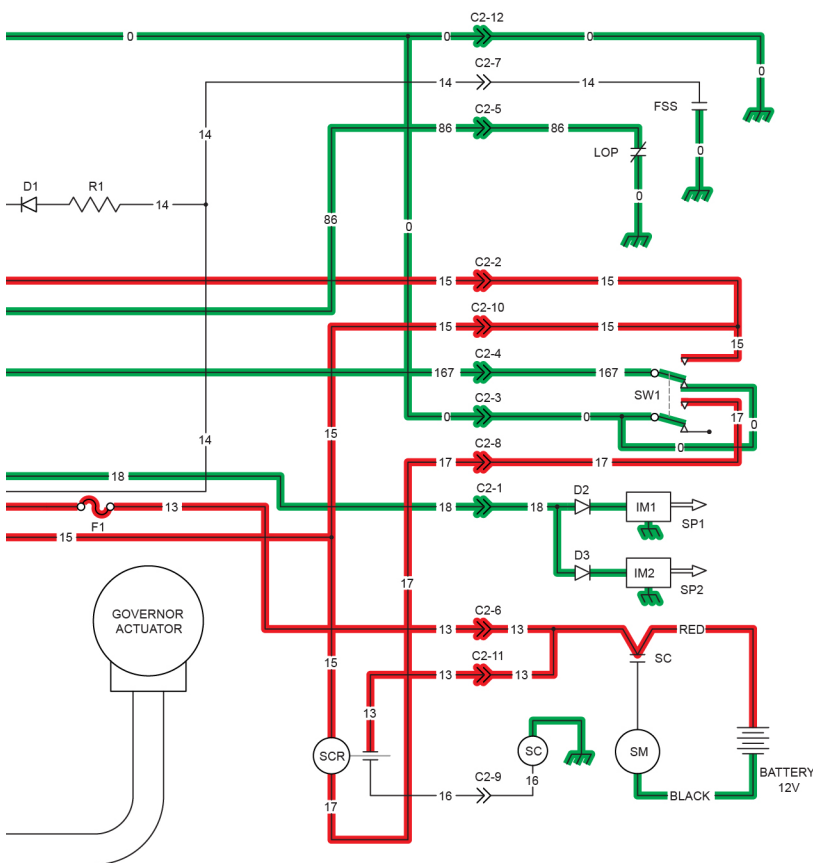 C2-12
0 0 0
0
C2-7
14 14
FSS
C2-5
86 86
14
LOP
0
D1 R1
14
0
86
0
C2-2
15 15
C2-10
15 15
15
C2-4
167 167
SW1
C2-3
0 0
17
0
15
14
0
C2-8
17 17
18
C2-1
18 18
D2
IM1
SP1
13
F1
15
D3
IM2
SP2
17
GOVERNOR
ACTUATOR
C2-6
13 13
RED
SC
C2-11
13 13
15
13
SCR
SC
SM
BATTERY
12V
C2-9
16 16
BLACK
17